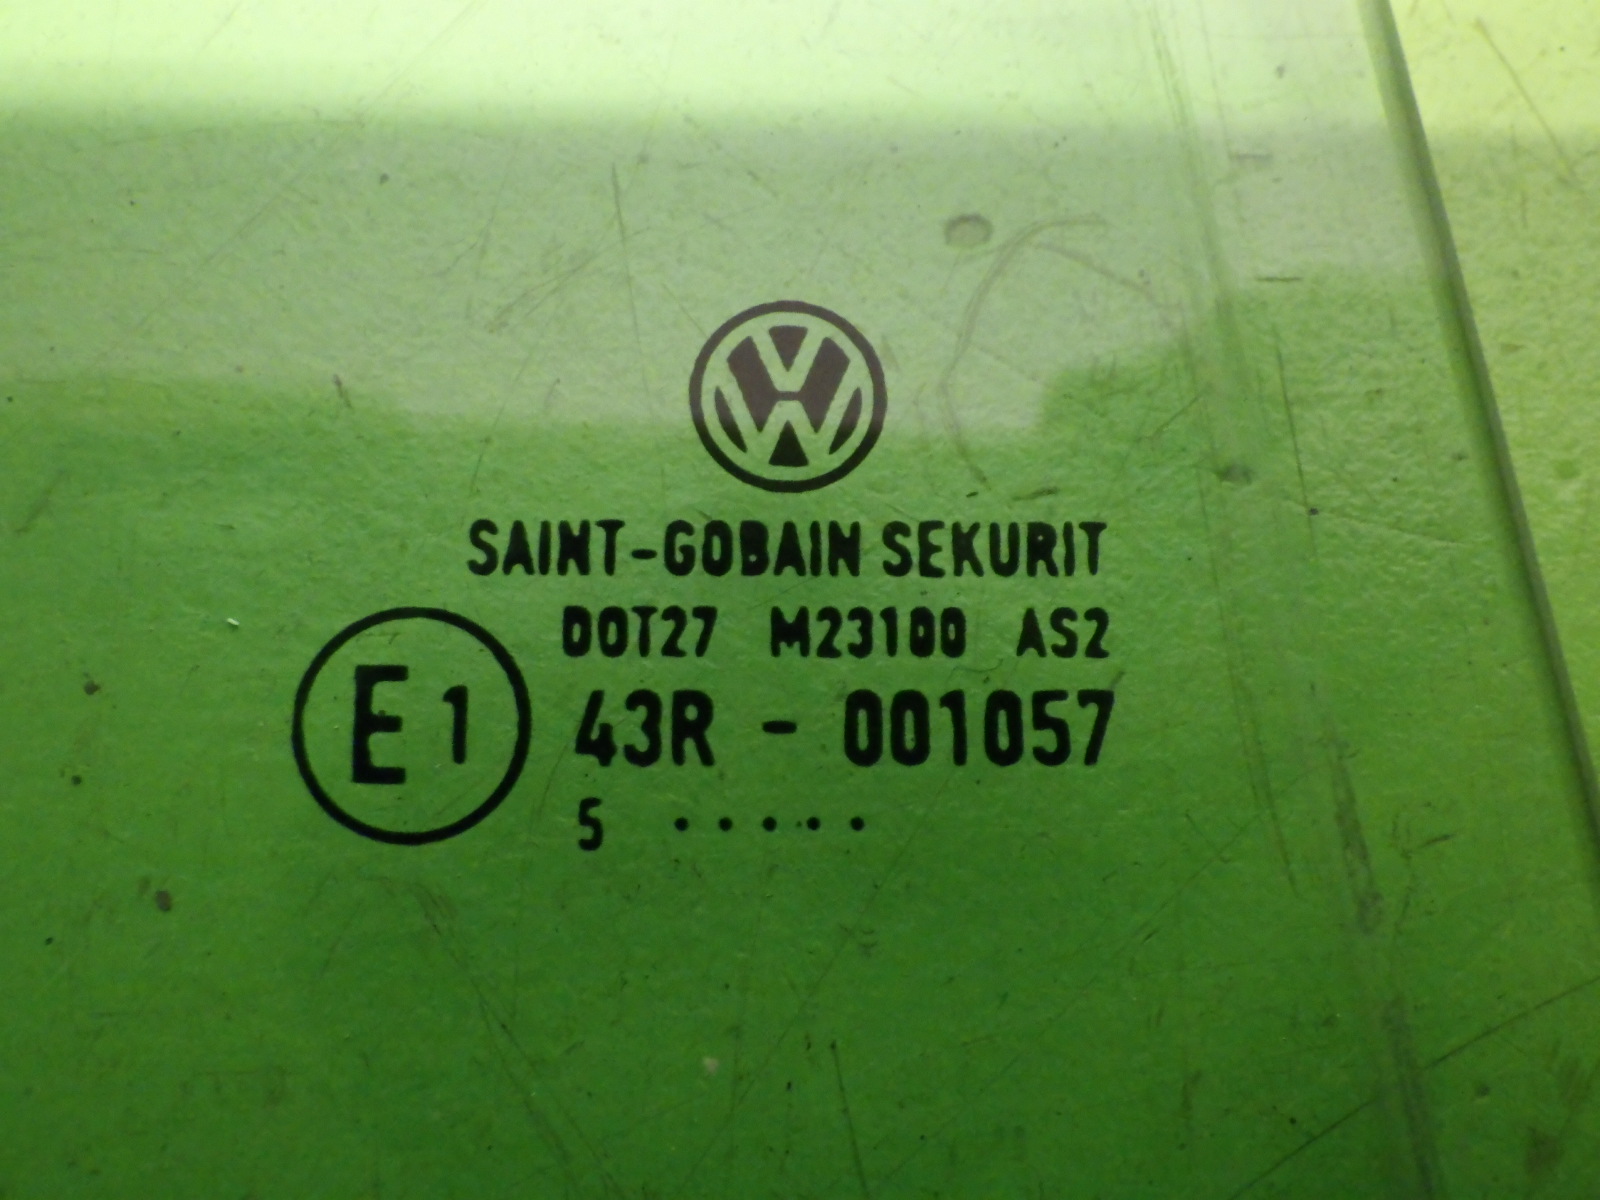 SAINT-GOBAIN SEKURIT
DOT27 M23100 AS2
E1 43R - 001057
5 •••••